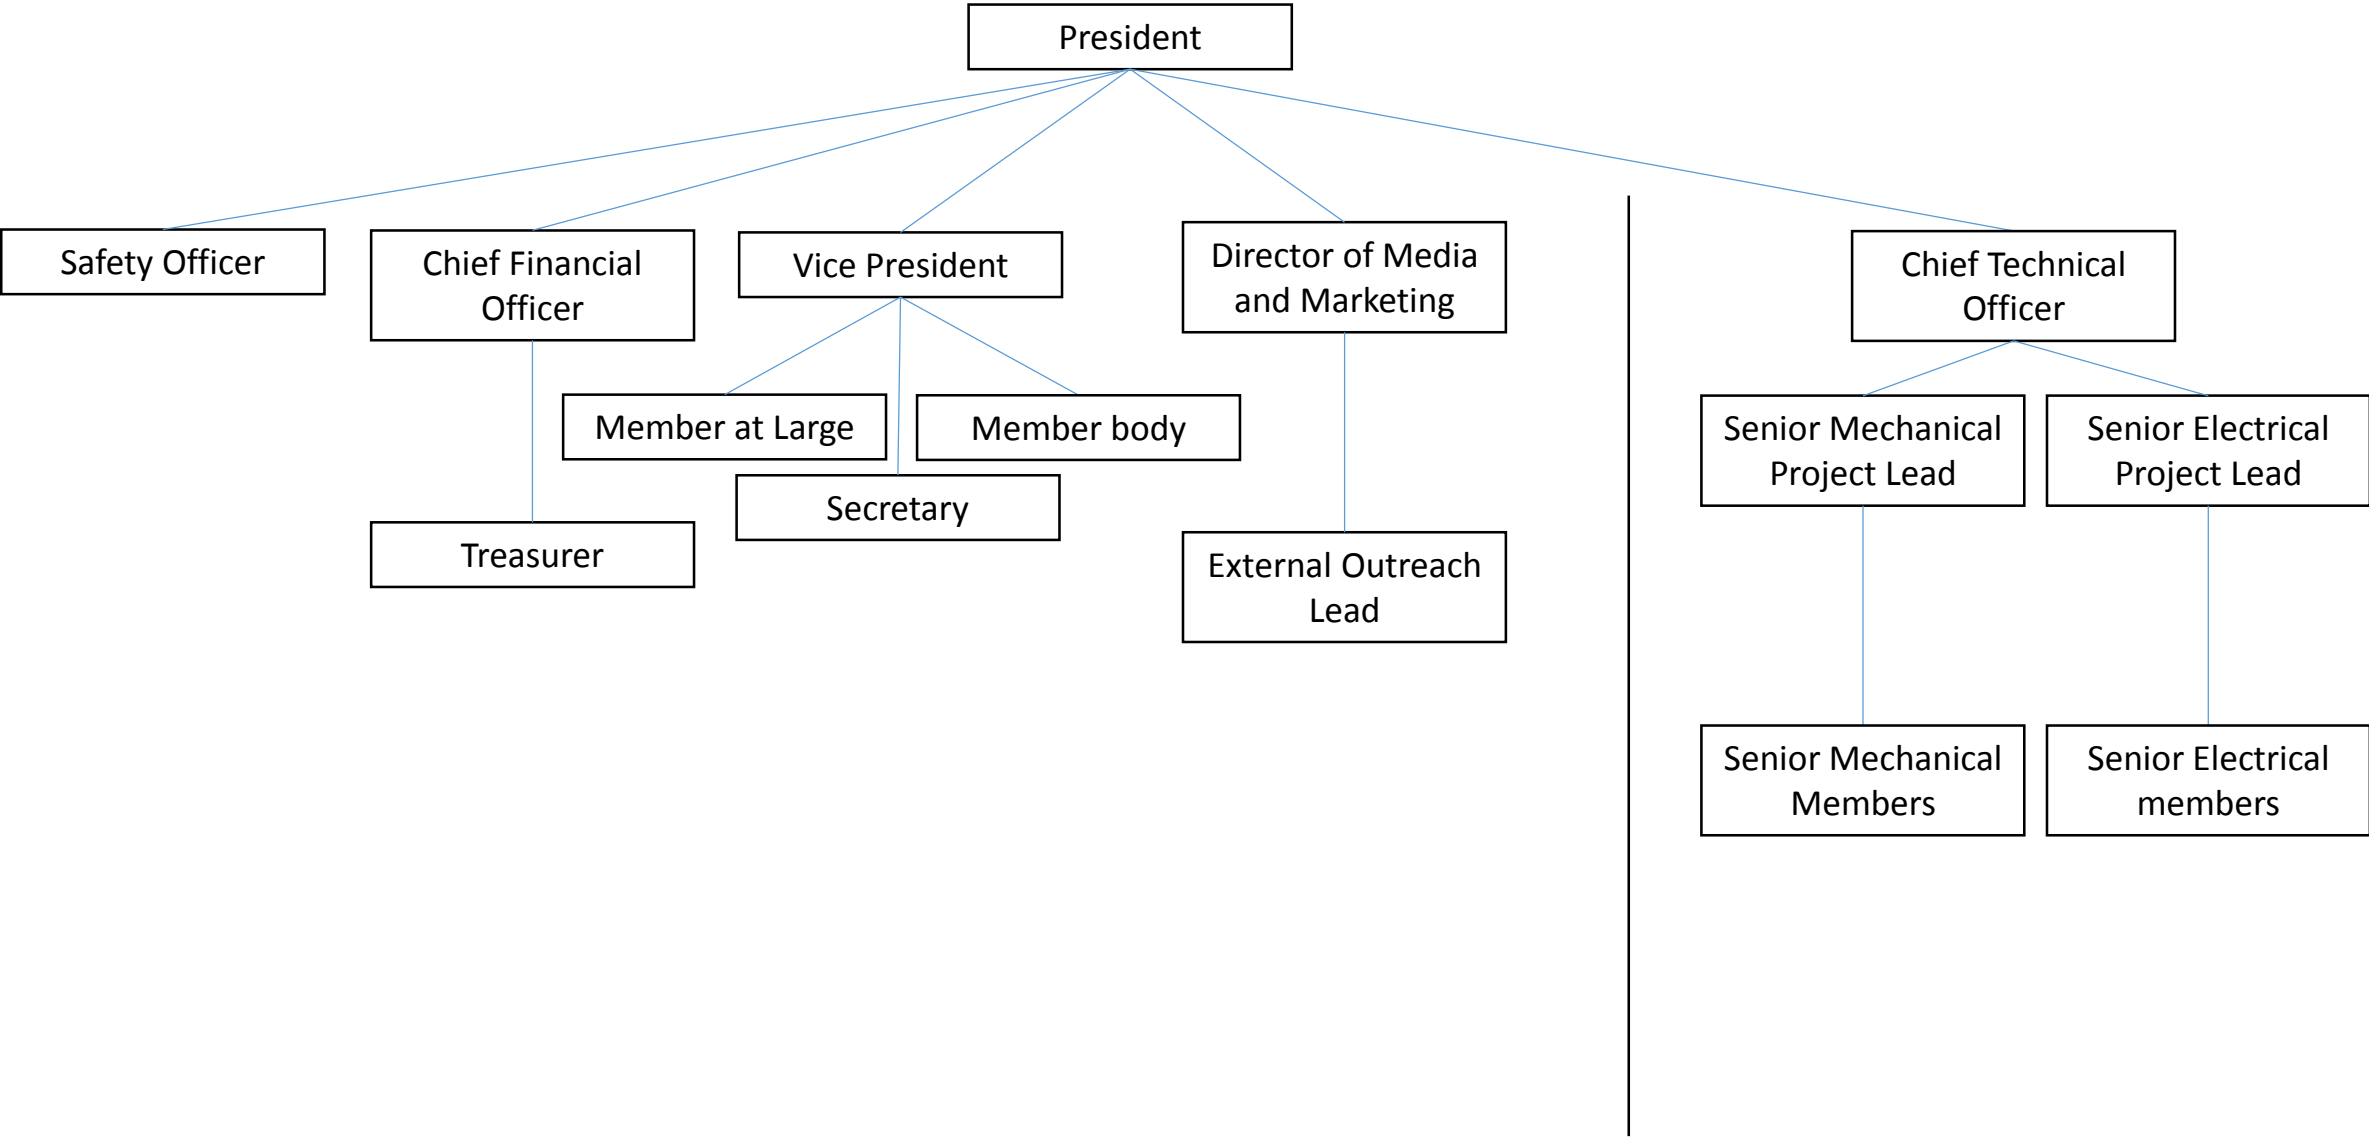 President
Safety Officer
Chief Financial
Officer
Vice President
Director of Media
and Marketing
Chief Technical
Officer
Member at Large
Member body
Secretary
Treasurer
External Outreach
Lead
Senior Mechanical
Project Lead
Senior Electrical
Project Lead
Senior Mechanical
Members
Senior Electrical
members